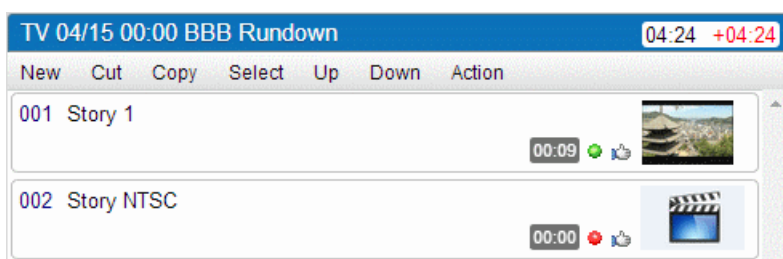 TV 04/15 00:00 BBB Rundown 04:24 +04:24
New Cut Copy Select Up Down Action
001 Story 1
00:09
002 Story NTSC
00:00